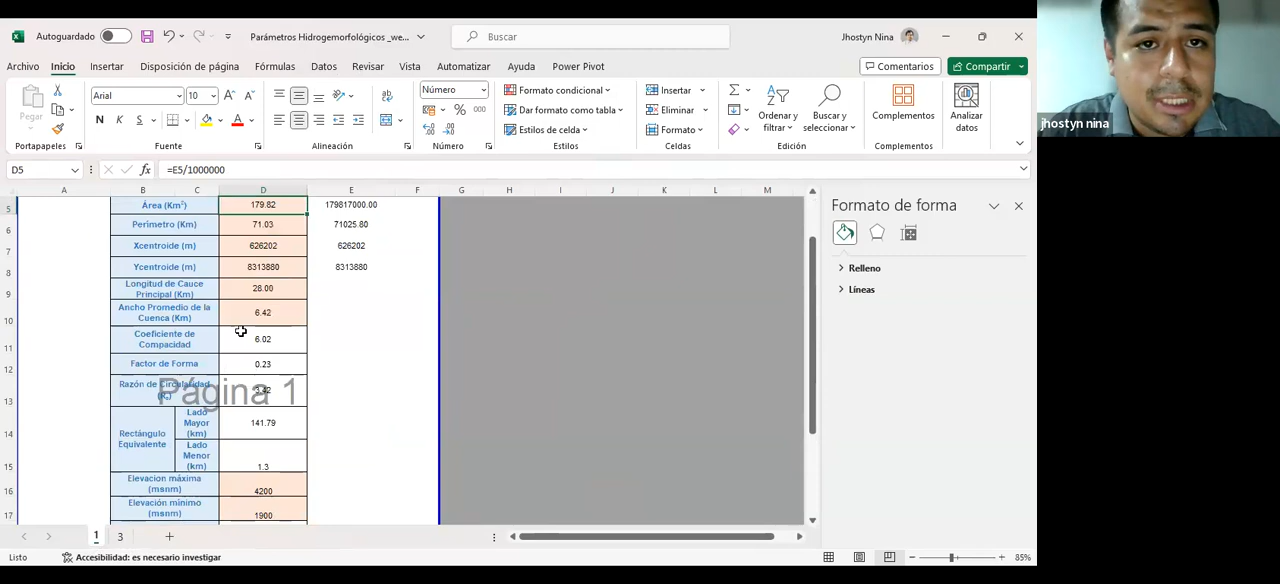 Autoguardado
Parámetros Hidrogemorfológicos _we...
Buscar
Jhostyn Nina
Archivo Inicio Insertar Disposición de página Fórmulas Datos Revisar Vista Automatizar Ayuda Power Pivot
Comentarios Compartir
Pegar
Portapapeles
Arial 10
N K S
Fuente
Alineación
Número
% 000
Número
Formato condicional
Dar formato como tabla
Estilos de celda
Estilos
Insertar
Eliminar
Formato
Celdas
Ordenar y filtrar
Buscar y seleccionar
Edición
Complementos
Complementos
Analizar datos
jhostyn nina
D5 fx =E5/1000000
A B C D E F G H I J K L M
5 Área (Km²) 179.82 179817000.00
6 Perímetro (Km) 71.03 71025.80
7 Xcentroide (m) 626202 626202
8 Ycentroide (m) 8313880 8313880
9 Longitud de Cauce Principal (Km) 28.00
10 Ancho Promedio de la Cuenca (Km) 6.42
11 Coeficiente de Compacidad 6.02
12 Factor de Forma 0.23
13 Razón de Circularidad 3.42
Página 1
14 Rectángulo Equivalente Lado Mayor (km) 141.79
15 Lado Menor (km) 1.3
16 Elevacion máxima (msnm) 4200
17 Elevación mínimo (msnm) 1900
Formato de forma
Relleno
Líneas
1 3
Listo
Accesibilidad: es necesario investigar
85%